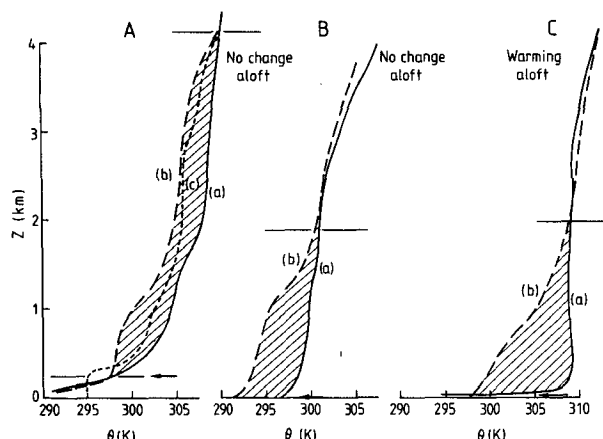 A
B
C
No change
aloft
No change
aloft
Warming
aloft
4
3
2
1
0
Z (km)
(b)
(c)
(a)
(b)
(a)
(b)
(a)
290 295 300 305
290 295 300 305
290 295 300 305 310
θ(K)
θ(K)
θ(K)